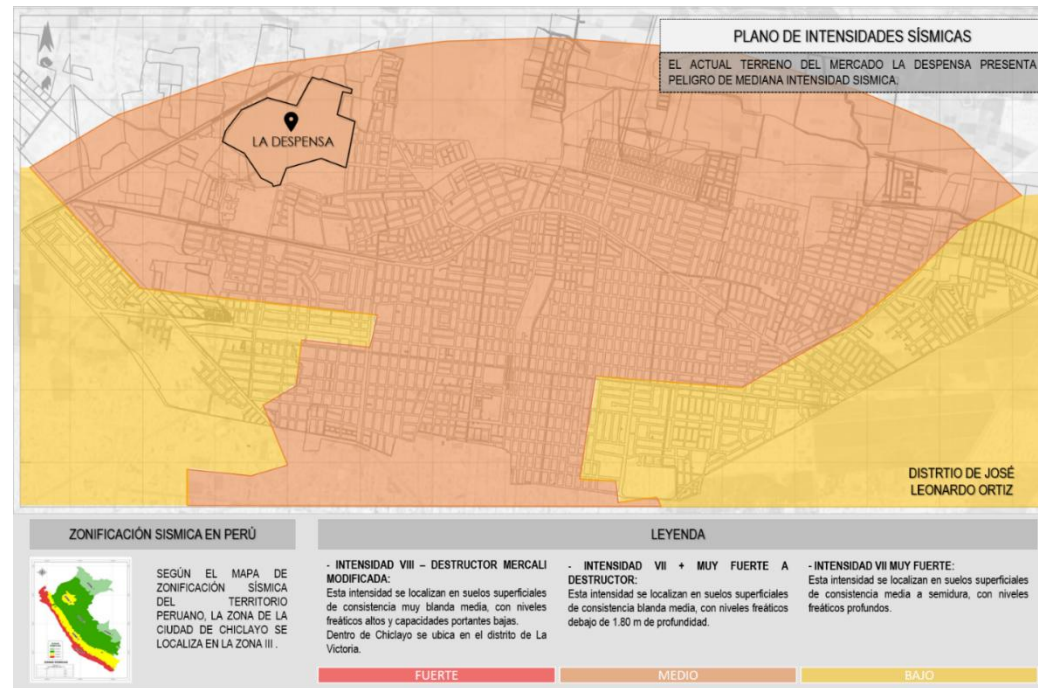 PLANO DE INTENSIDADES SÍSMICAS
EL ACTUAL TERRENO DEL MERCADO LA DESPENSA PRESENTA
PELIGRO DE MEDIANA INTENSIDAD SISMICA.
LA DESPENSA
DISTRTIO DE JOSÉ
LEONARDO ORTIZ
ZONIFICACIÓN SISMICA EN PERÚ
SEGÚN EL MAPA DE
ZONIFICACIÓN SÍSMICA
DEL TERRITORIO
PERUANO, LA ZONA DE LA
CIUDAD DE CHICLAYO SE
LOCALIZA EN LA ZONA III .
LEYENDA
- INTENSIDAD VIII – DESTRUCTOR MERCALI
MODIFICADA:
Esta intensidad se localizan en suelos superficiales
de consistencia muy blanda media, con niveles
freáticos altos y capacidades portantes bajas.
Dentro de Chiclayo se ubica en el distrito de La
Victoria.
- INTENSIDAD VII + MUY FUERTE A
DESTRUCTOR:
Esta intensidad se localizan en suelos superficiales
de consistencia blanda media, con niveles freáticos
debajo de 1.80 m de profundidad.
- INTENSIDAD VII MUY FUERTE:
Esta intensidad se localizan en suelos superficiales
de consistencia media a semidura, con niveles
freáticos profundos.
FUERTE
MEDIO
BAJO